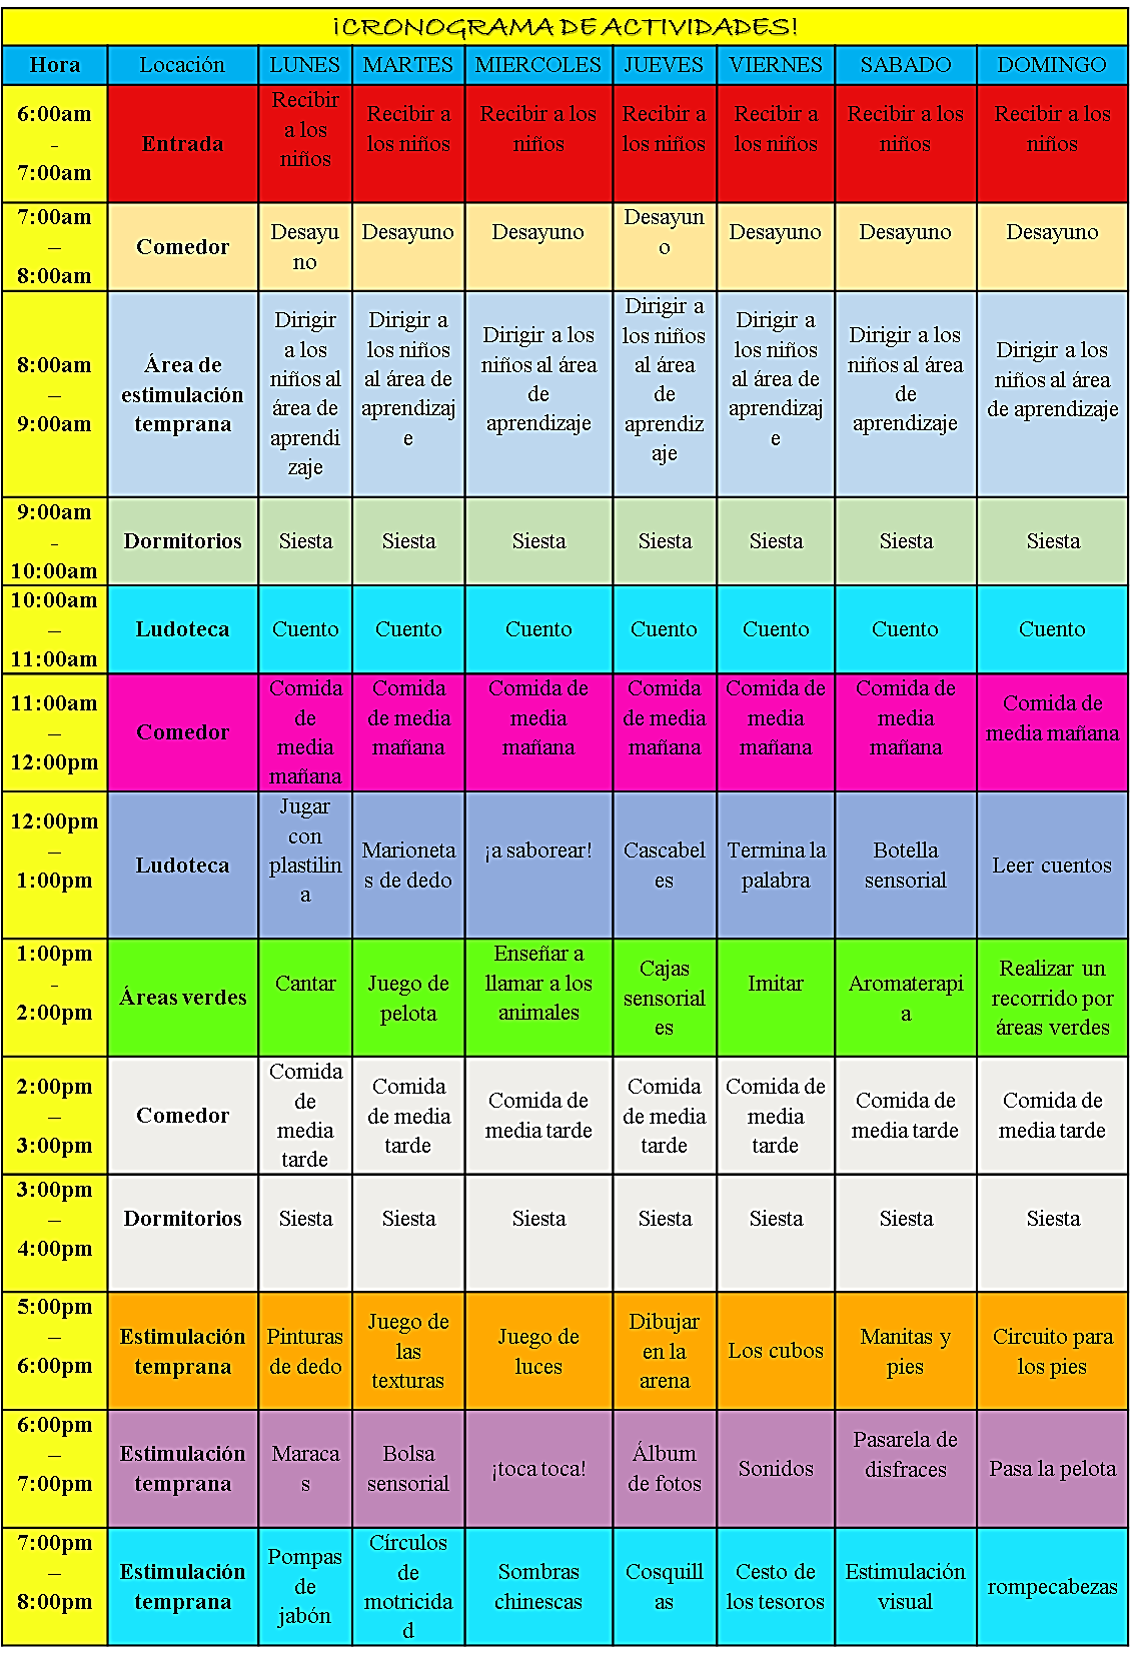 ¡CRONOGRAMA DE ACTIVIDADES!
Hora Locación LUNES MARTES MIERCOLES JUEVES VIERNES SABADO DOMINGO
6:00am - 7:00am Entrada Recibir a los niños Recibir a los niños Recibir a los niños Recibir a los niños Recibir a los niños Recibir a los niños Recibir a los niños
7:00am – 8:00am Comedor Desayuno Desayuno Desayuno Desayuno Desayuno Desayuno Desayuno
8:00am – 9:00am Área de estimulación temprana Dirigir a los niños al área de aprendizaje Dirigir a los niños al área de aprendizaje Dirigir a los niños al área de aprendizaje Dirigir a los niños al área de aprendizaje Dirigir a los niños al área de aprendizaje Dirigir a los niños al área de aprendizaje Dirigir a los niños al área de aprendizaje
9:00am - 10:00am Dormitorios Siesta Siesta Siesta Siesta Siesta Siesta Siesta
10:00am – 11:00am Ludoteca Cuento Cuento Cuento Cuento Cuento Cuento Cuento
11:00am – 12:00pm Comedor Comida de media mañana Comida de media mañana Comida de media mañana Comida de media mañana Comida de media mañana Comida de media mañana Comida de media mañana
12:00pm – 1:00pm Ludoteca Jugar con plastilina Marionetas de dedo ¡a saborear! Cascabeles Termina la palabra Botella sensorial Leer cuentos
1:00pm - 2:00pm Áreas verdes Cantar Juego de pelota Enseñar a llamar a los animales Cajas sensoriales Imitar Aromaterapia Realizar un recorrido por áreas verdes
2:00pm – 3:00pm Comedor Comida de media tarde Comida de media tarde Comida de media tarde Comida de media tarde Comida de media tarde Comida de media tarde Comida de media tarde
3:00pm – 4:00pm Dormitorios Siesta Siesta Siesta Siesta Siesta Siesta Siesta
5:00pm – 6:00pm Estimulación temprana Pinturas de dedo Juego de las texturas Juego de luces Dibujar en la arena Los cubos Manitas y pies Circuito para los pies
6:00pm – 7:00pm Estimulación temprana Maracas Bolsa sensorial ¡toca toca! Álbum de fotos Sonidos Pasarela de disfraces Pasa la pelota
7:00pm – 8:00pm Estimulación temprana Pompas de jabón Círculos de motricidad Sombras chinescas Cosquillas Cesto de los tesoros Estimulación visual rompecabezas